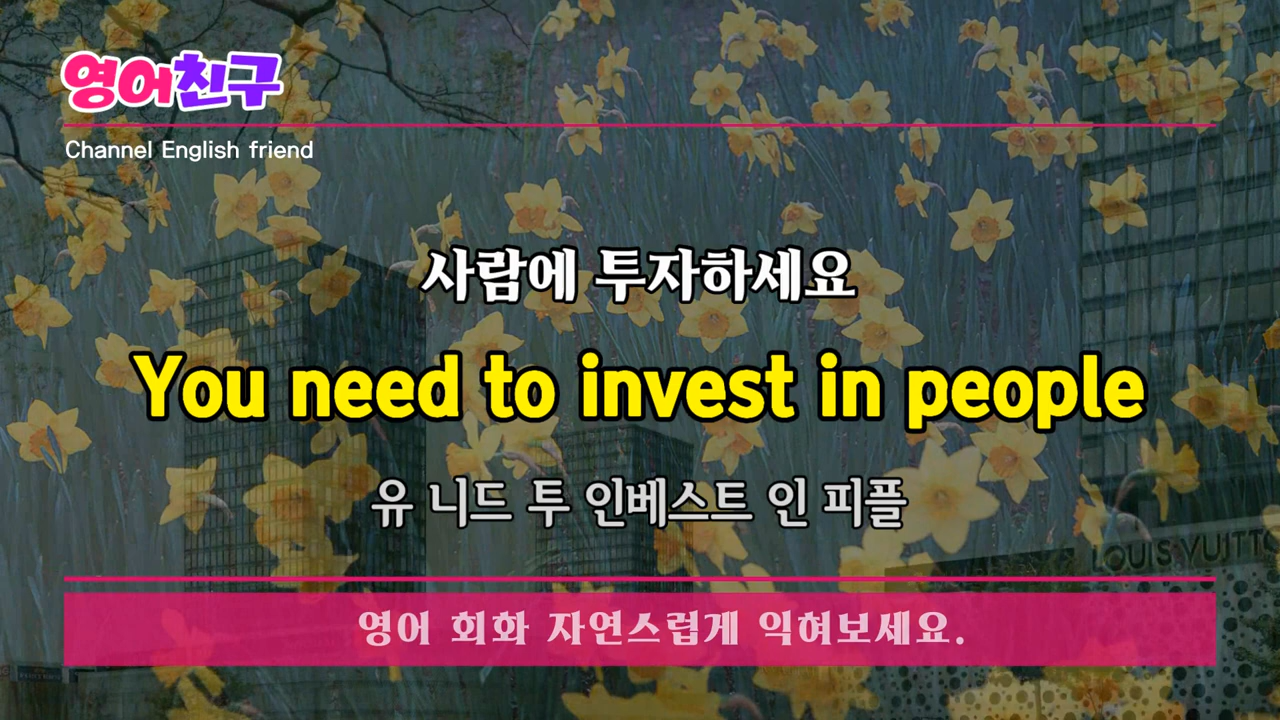 영어친구
Channel English friend
사람에 투자하세요
You need to invest in people
유 니드 투 인베스트 인 피플
LOUIS VUITTO
영어 회화 자연스럽게 익혀보세요.